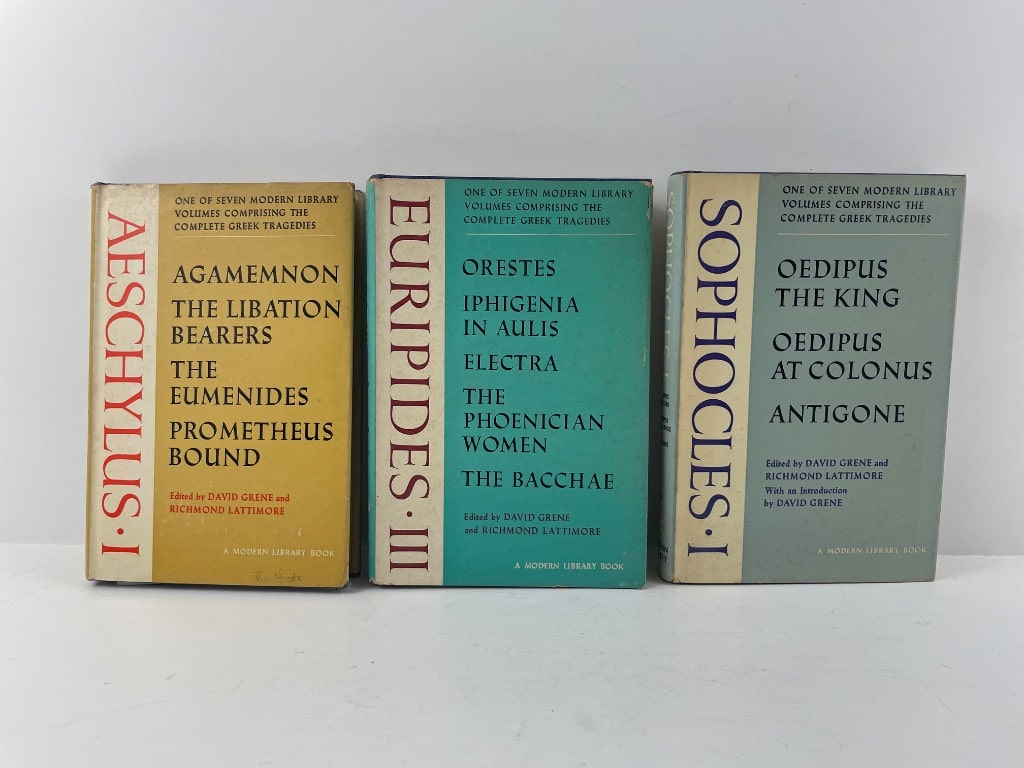 AESCHYLUS · I
ONE OF SEVEN MODERN LIBRARY
VOLUMES COMPRISING THE
COMPLETE GREEK TRAGEDIES
AGAMEMNON
THE LIBATION
BEARERS
THE
EUMENIDES
PROMETHEUS
BOUND
Edited by DAVID GRENE and
RICHMOND LATTIMORE
A MODERN LIBRARY BOOK
EURIPIDES · III
ONE OF SEVEN MODERN LIBRARY
VOLUMES COMPRISING THE
COMPLETE GREEK TRAGEDIES
ORESTES
IPHIGENIA
IN AULIS
ELECTRA
THE
PHOENICIAN
WOMEN
THE BACCHAE
Edited by DAVID GRENE
and RICHMOND LATTIMORE
A MODERN LIBRARY BOOK
SOPHOCLES · I
ONE OF SEVEN MODERN LIBRARY
VOLUMES COMPRISING THE
COMPLETE GREEK TRAGEDIES
OEDIPUS
THE KING
OEDIPUS
AT COLONUS
ANTIGONE
Edited by DAVID GRENE and
RICHMOND LATTIMORE
With an Introduction
by DAVID GRENE
A MODERN LIBRARY BOOK